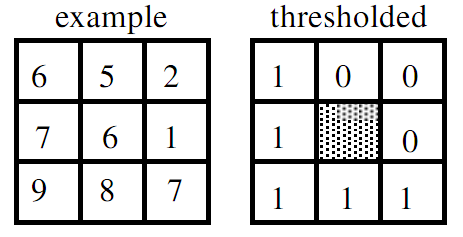 example thresholded
6 5 2 1 0 0
7 6 1 1 0
9 8 7 1 1 1